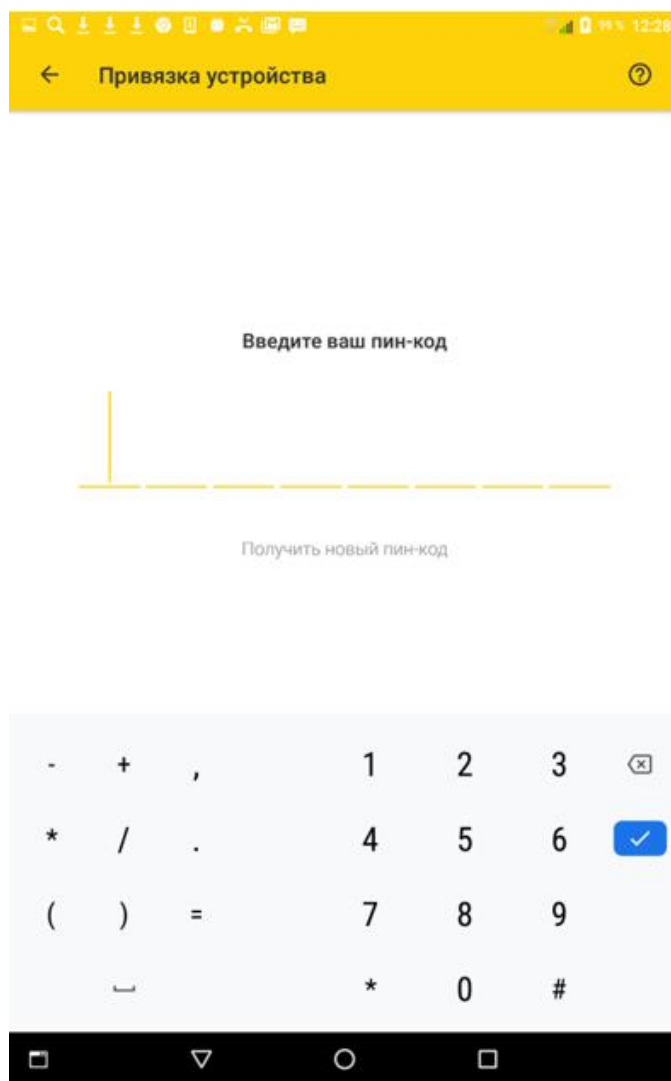 99 % 12:28
Привязка устройства
Введите ваш пин-код
Получить новый пин-код
- + , 1 2 3
* / . 4 5 6
( ) = 7 8 9
* 0 #